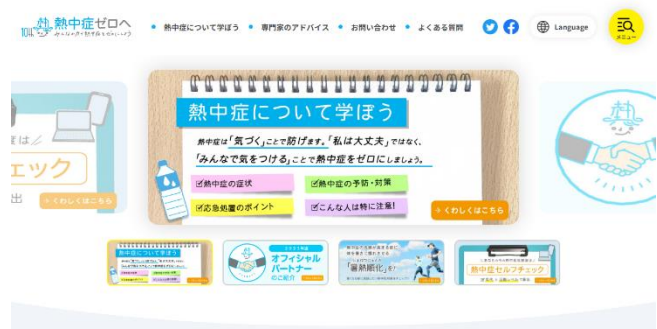 熱中症ゼロへ
熱中症について学ぼう
専門家のアドバイス
お問い合わせ
よくある質問
Language
メニュー
熱中症について学ぼう
熱中症は「気づく」ことで防げます。「私は大丈夫」ではなく、
「みんなで気をつける」ことで熱中症をゼロにしましょう。
熱中症の症状
熱中症の予防・対策
応急処置のポイント
こんな人は特に注意!
くわしくはこちら
ェック
くわしくはこちら
熱中症について学ぼう
オフィシャル
パートナー
のご紹介
「暑熱順化」を!
熱中症セルフチェック